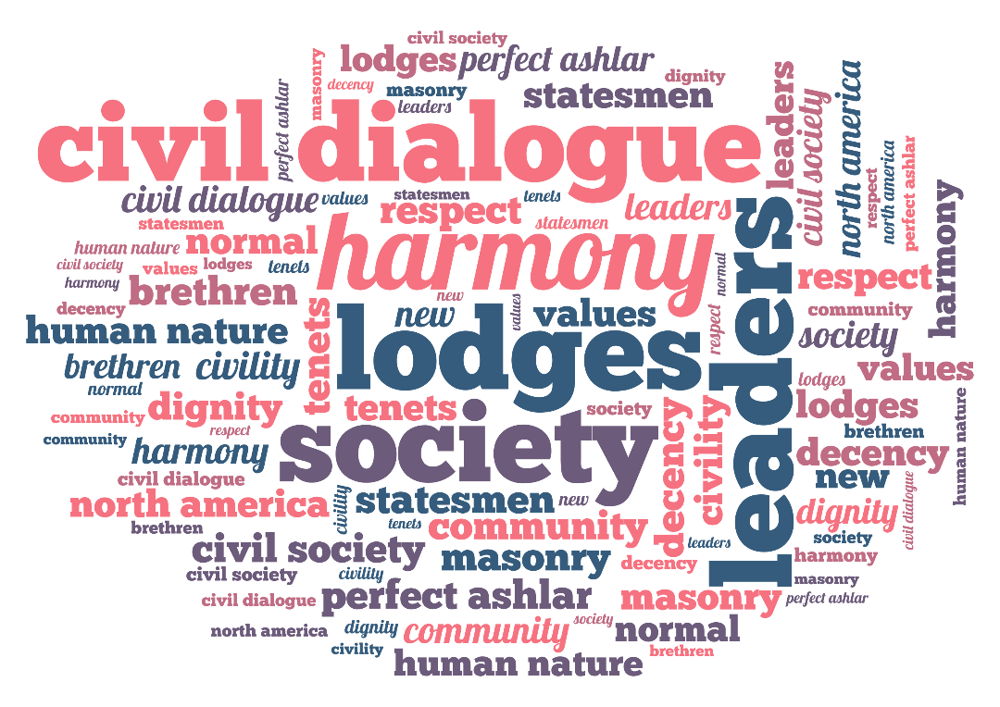 civil society
lodges
perfect ashlar
masonry
decency
masonry
leaders
dignity
statesmen
leaders
civil society
north america
perfect ashlar
civil dialogue
respect
north america
perfect ashlar
civil dialogue
values
statesmen
tenets
respect
leaders
statesmen
statesmen
harmony
harmony
human nature
normal
civil society
values
lodges
tenets
harmony
brethren
decency
new
normal
respect
leaders
community
human nature
tenets
new
values
values
lodges
respect
society
brethren
civility
values
normal
lodges
dignity
tenets
society
lodges
community
respect
society
decency
civility
brethren
human nature
community
harmony
decency
civil dialogue
new
north america
civility
statesmen
new
dignity
civil dialogue
brethren
tenets
community
leaders
society
civil society
masonry
decency
harmony
civil society
civility
masonry
civil dialogue
perfect ashlar
masonry
perfect ashlar
north america
dignity
community
society
normal
civility
brethren
human nature